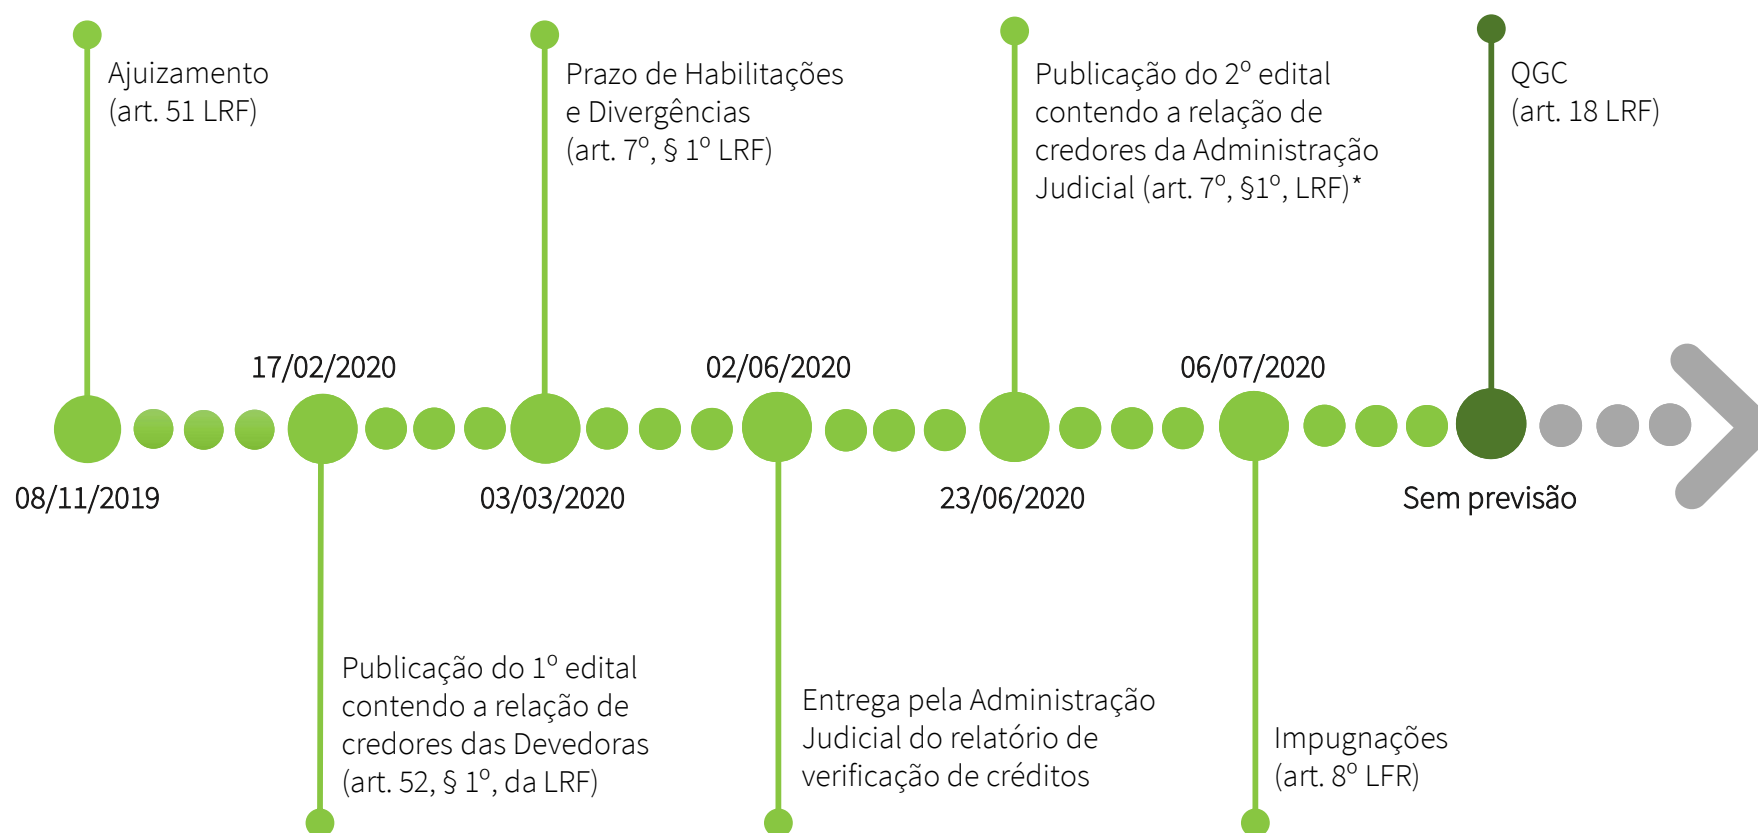 Ajuizamento
(art. 51 LRF)
Prazo de Habilitações
e Divergências
(art. 7º, § 1º LRF)
Publicação do 2º edital
contendo a relação de
credores da Administração
Judicial (art. 7º, §1º, LRF)*
QGC
(art. 18 LRF)
17/02/2020
02/06/2020
06/07/2020
08/11/2019
03/03/2020
23/06/2020
Sem previsão
Publicação do 1º edital
contendo a relação de
credores das Devedoras
(art. 52, § 1º, da LRF)
Entrega pela Administração
Judicial do relatório de
verificação de créditos
Impugnações
(art. 8º LFR)